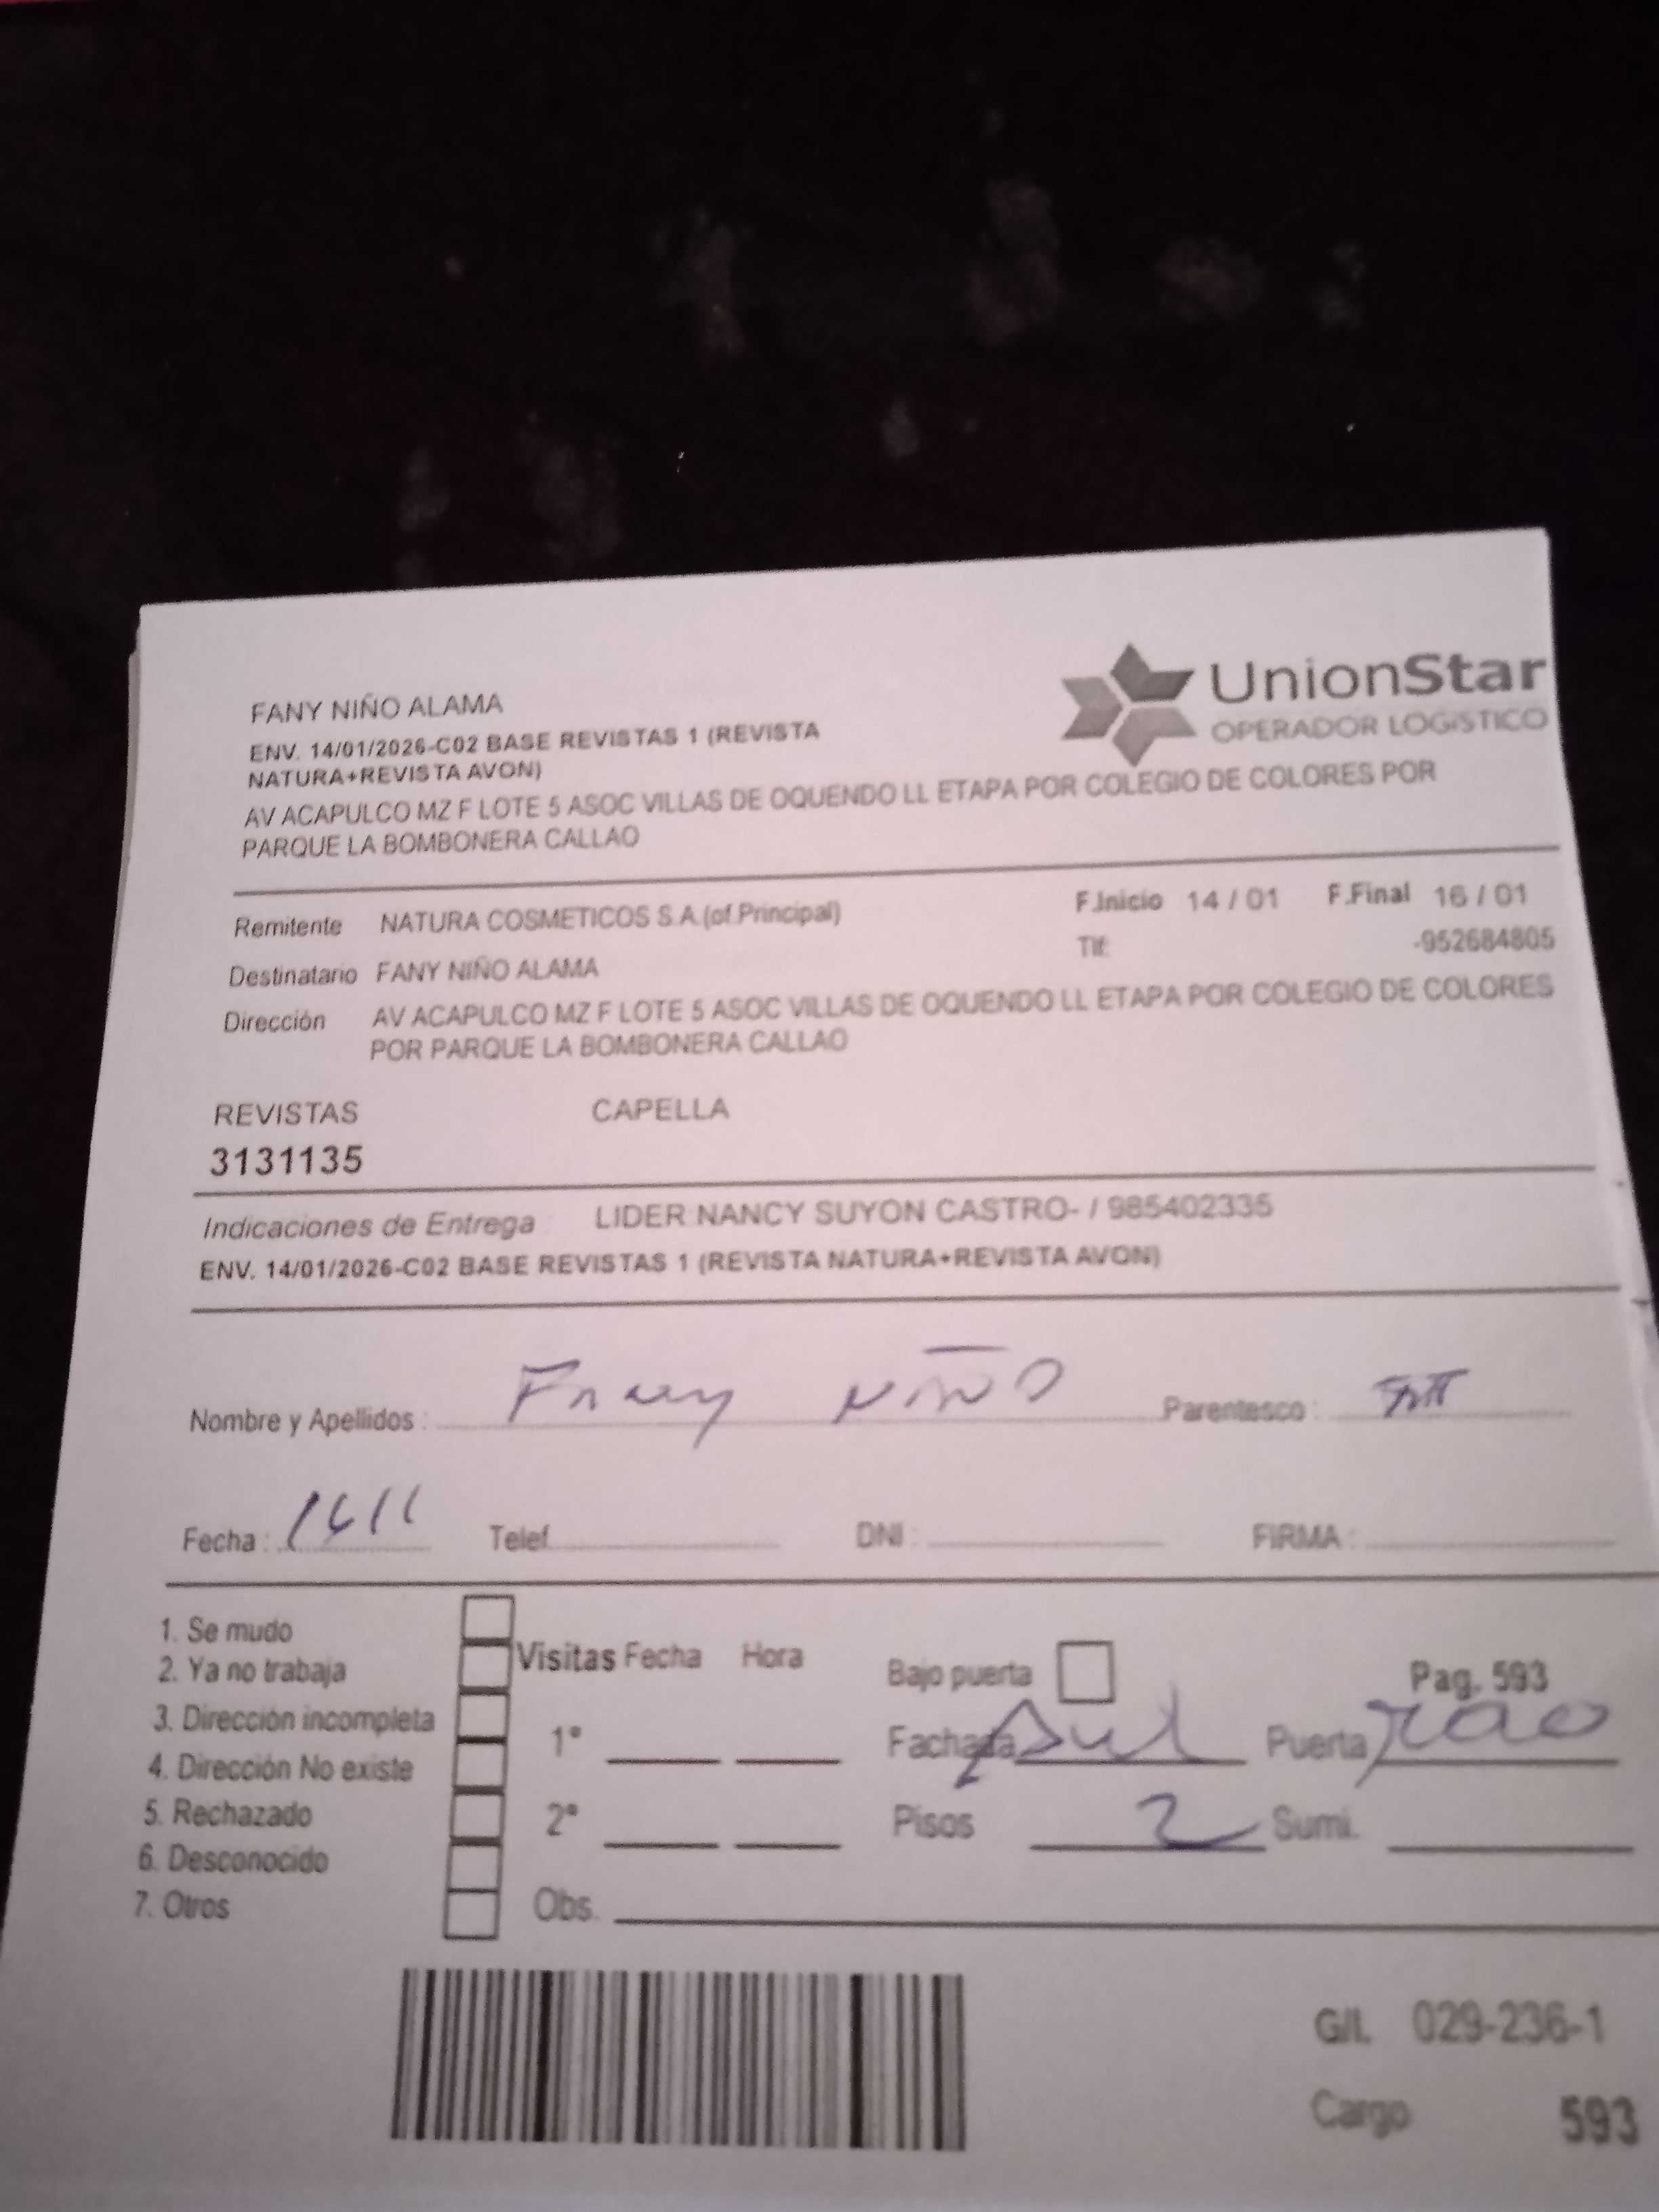 FANY NIÑO ALAMA
ENV. 14/01/2026-C02 BASE REVISTAS 1 (REVISTA
NATURA+REVISTA AVON)
AV ACAPULCO MZ F LOTE 5 ASOC VILLAS DE OQUENDO LL ETAPA POR COLEGIO DE COLORES POR
PARQUE LA BOMBONERA CALLAO
UnionStar
OPERADOR LOGíSTICO
Remitente NATURA COSMETICOS S.A.(of.Principal) F.Inicio 14 / 01 F.Final 16 / 01
Tlf: -952684805
Destinatario FANY NIÑO ALAMA
Dirección AV ACAPULCO MZ F LOTE 5 ASOC VILLAS DE OQUENDO LL ETAPA POR COLEGIO DE COLORES
POR PARQUE LA BOMBONERA CALLAO
REVISTAS CAPELLA
3131135
Indicaciones de Entrega : LIDER:NANCY SUYON CASTRO- / 985402335
ENV. 14/01/2026-C02 BASE REVISTAS 1 (REVISTA NATURA+REVISTA AVON)
Nombre y Apellidos : Fany NIÑO Parentesco :
Fecha : Telef. DNI : FIRMA :
1. Se mudo
2. Ya no trabaja
3. Dirección incompleta
4. Dirección No existe
5. Rechazado
6. Desconocido
7. Otros
Visitas Fecha Hora
1°
2°
Obs.
Bajo puerta Pag. 593
Fachada Puerta
Pisos 2 Sumi.
G/L 029-236-1
Cargo 593